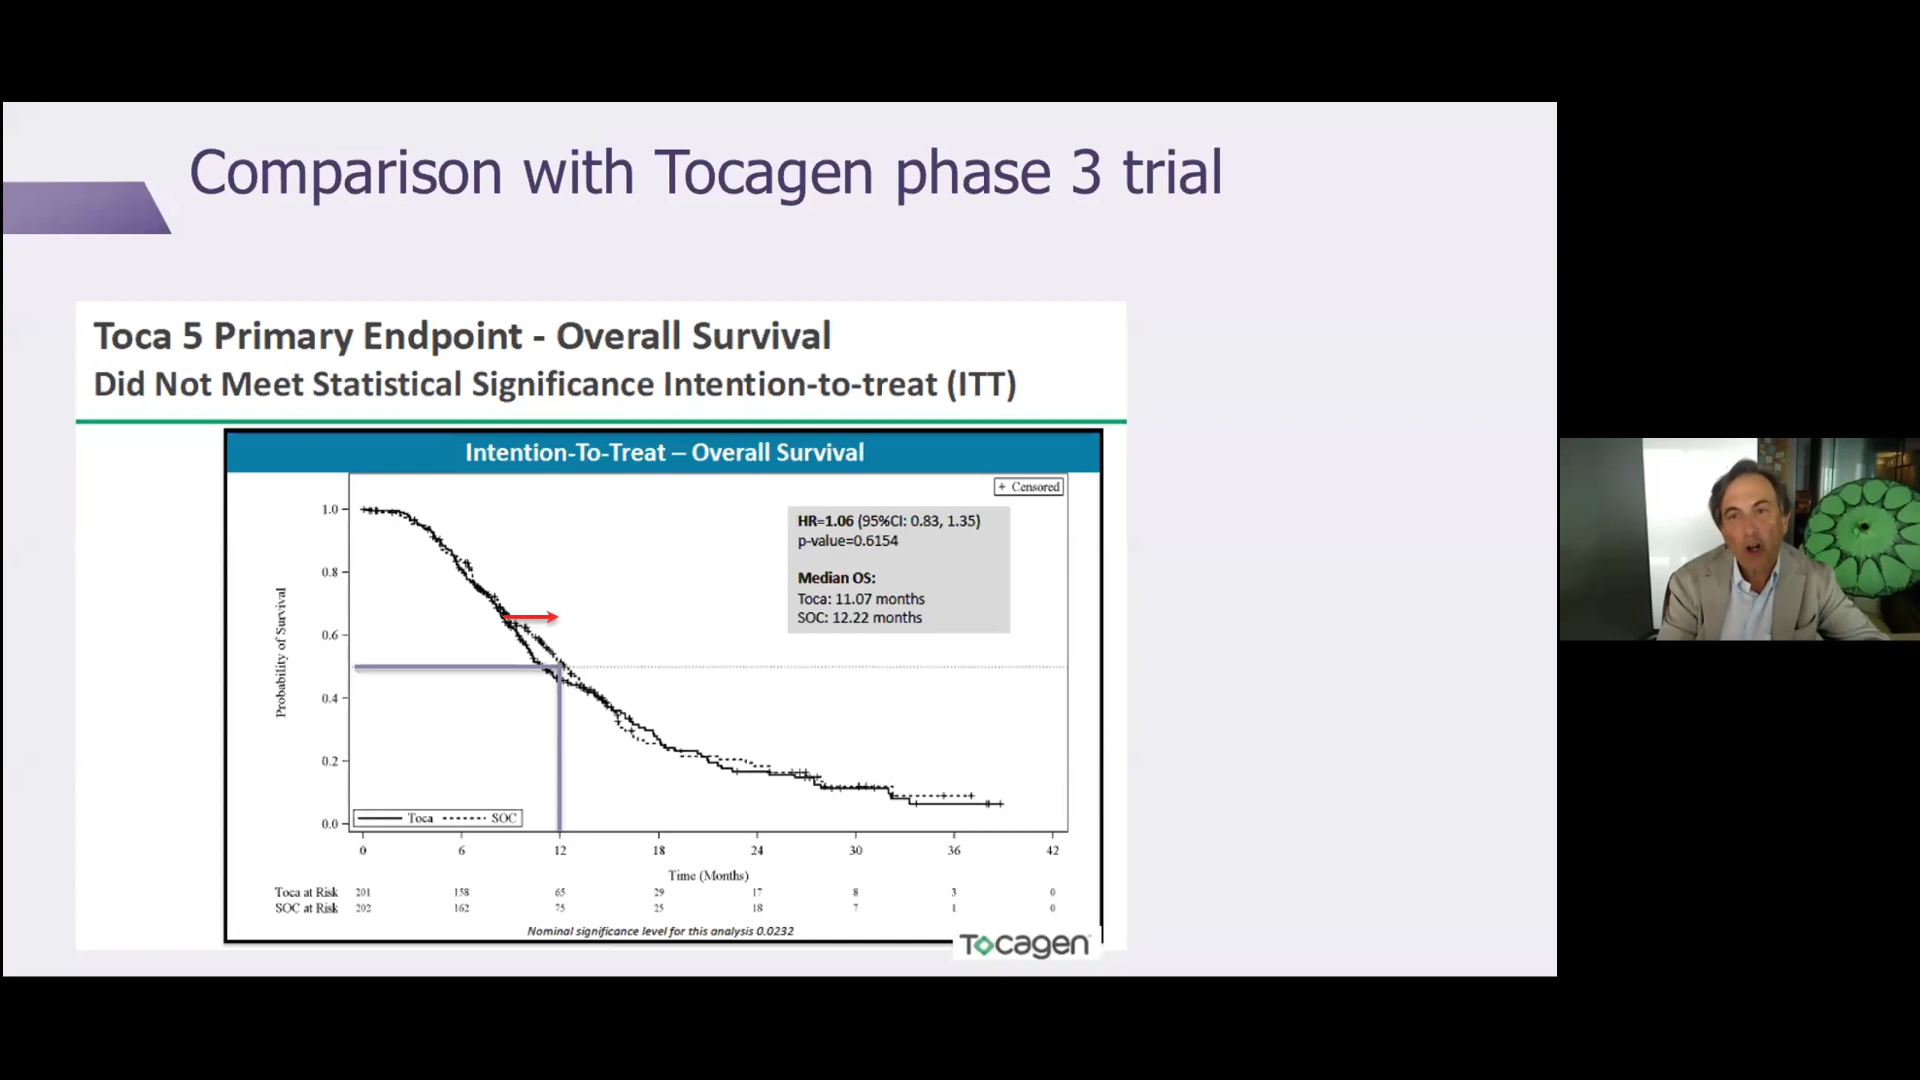 Comparison with Tocagen phase 3 trial
Toca 5 Primary Endpoint - Overall Survival
Did Not Meet Statistical Significance Intention-to-treat (ITT)
Intention-To-Treat – Overall Survival
+ Censored
HR=1.06 (95%CI: 0.83, 1.35)
p-value=0.6154
Median OS:
Toca: 11.07 months
SOC: 12.22 months
Probability of Survival
1.0
0.8
0.6
0.4
0.2
0.0
Toca SOC
0 6 12 18 24 30 36 42
Time (Months)
Toca at Risk 201 158 65 29 17 8 3 0
SOC at Risk 202 162 75 25 18 7 1 0
Nominal significance level for this analysis 0.0232
Tocagen